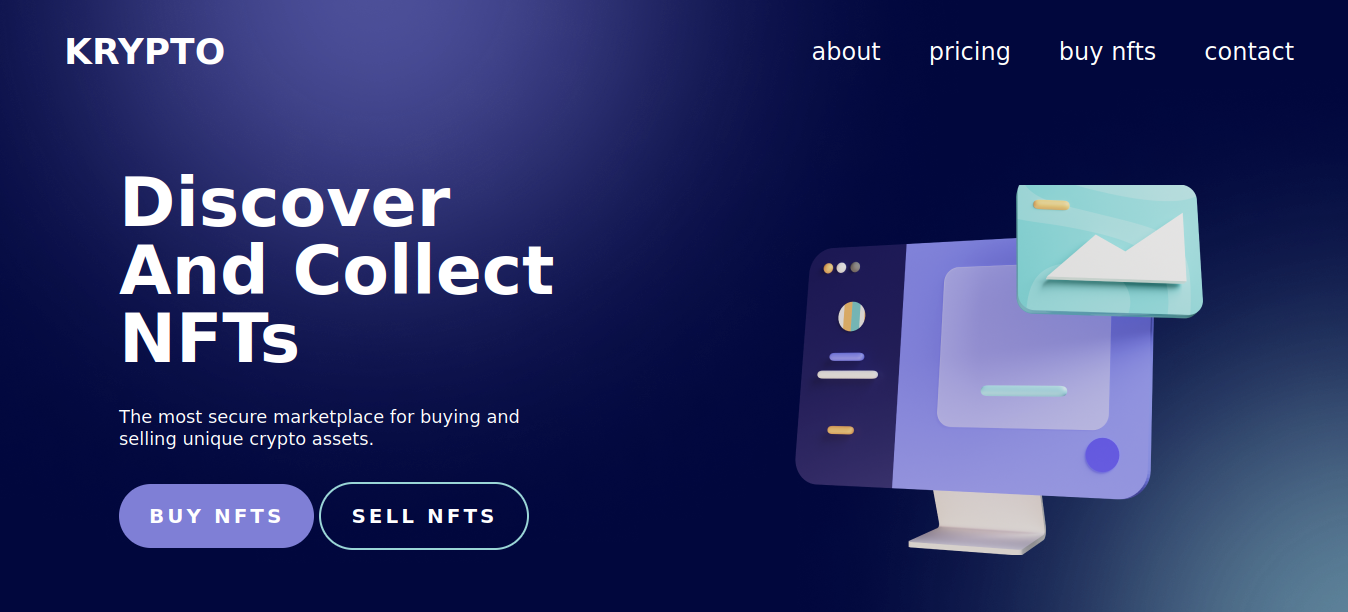 KRYPTO
about pricing buy nfts contact
Discover
And Collect
NFTs
The most secure marketplace for buying and
selling unique crypto assets.
BUY NFTS SELL NFTS